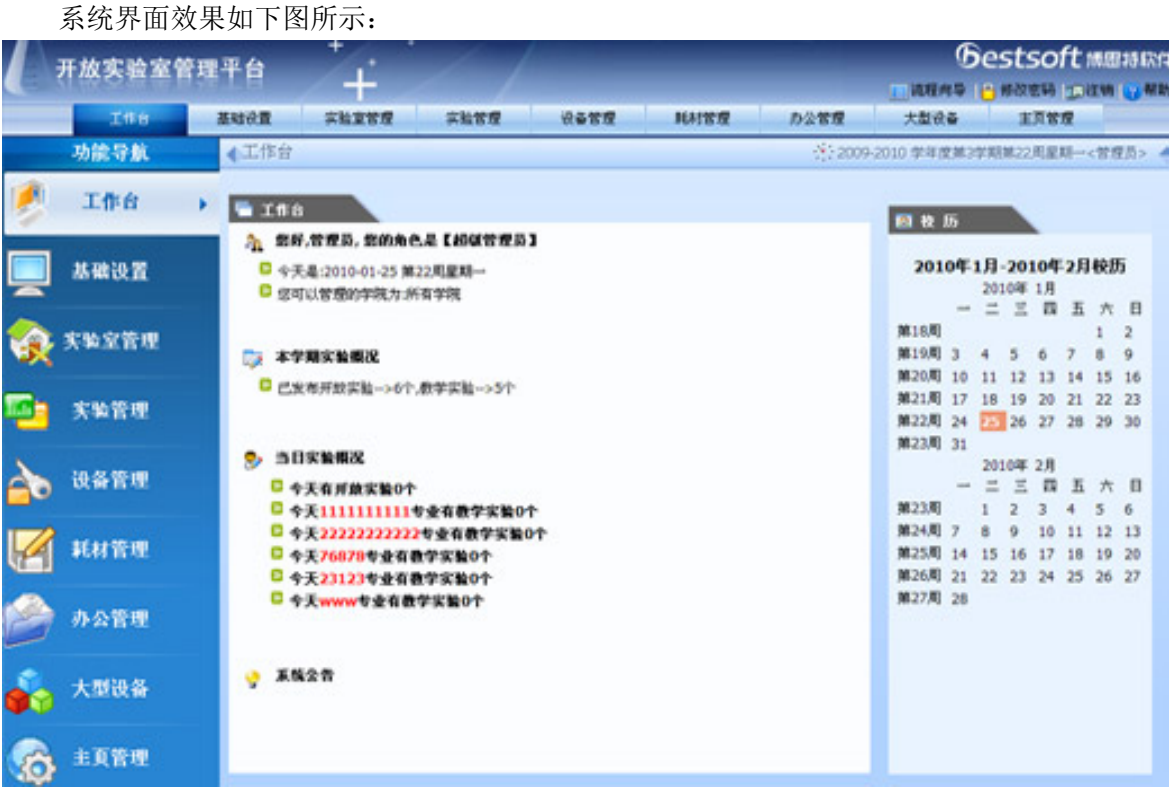 系统界面效果如下图所示：
开放实验室管理平台
bestsoft 博思特软件
流程向导 修改密码 注销 帮助
工作台 基础设置 实验室管理 实验管理 设备管理 耗材管理 办公管理 大型设备 主页管理
功能导航
工作台
2009-2010 学年度第3学期第22周星期一<管理员>
工作台
基础设置
实验室管理
实验管理
设备管理
耗材管理
办公管理
大型设备
主页管理
工作台
您好,管理员, 您的角色是【超级管理员】
今天是:2010-01-25 第22周星期一
您可以管理的学院为:所有学院
本学期实验概况
已发布开放实验-->6个,教学实验-->5个
当日实验概况
今天有开放实验0个
今天1111111111专业有教学实验0个
今天22222222222专业有教学实验0个
今天76878专业有教学实验0个
今天23123专业有教学实验0个
今天www专业有教学实验0个
系统公告
校 历
2010年1月-2010年2月校历
2010年 1月
一 二 三 四 五 六 日
第18周 1 2
第19周 3 4 5 6 7 8 9
第20周 10 11 12 13 14 15 16
第21周 17 18 19 20 21 22 23
第22周 24 25 26 27 28 29 30
第23周 31
2010年 2月
一 二 三 四 五 六 日
第23周 1 2 3 4 5 6
第24周 7 8 9 10 11 12 13
第25周 14 15 16 17 18 19 20
第26周 21 22 23 24 25 26 27
第27周 28